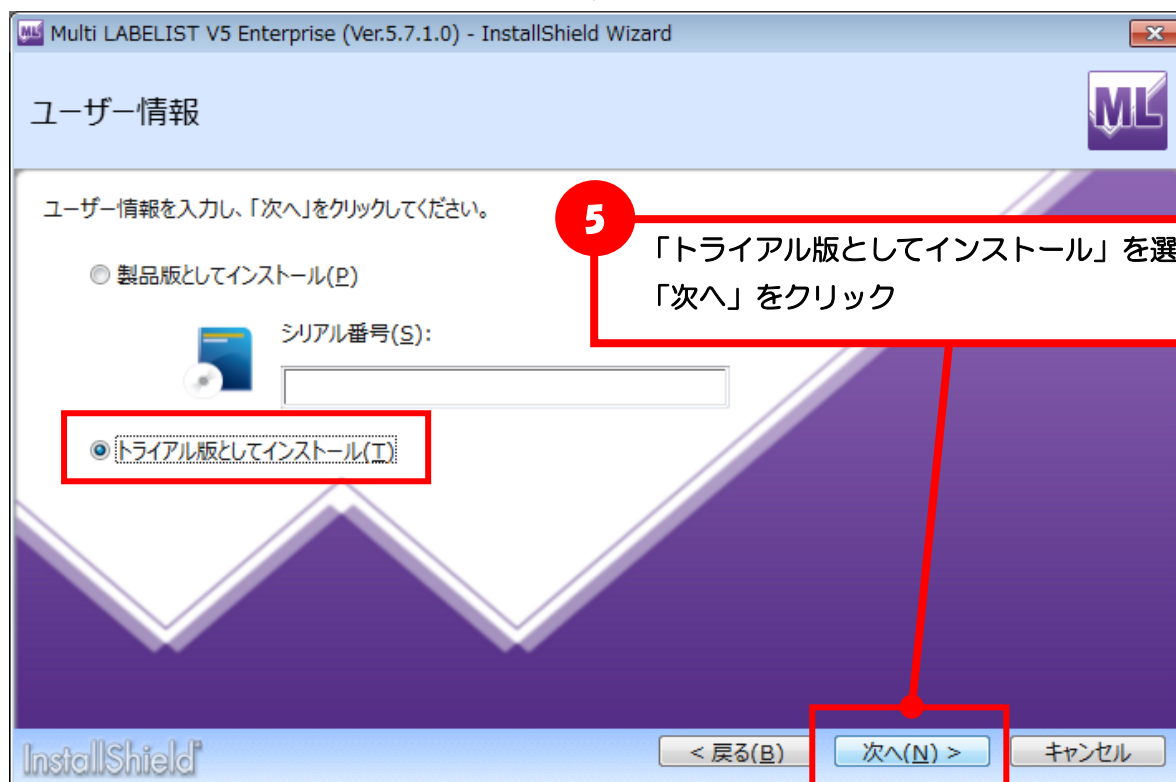 Multi LABELIST V5 Enterprise (Ver.5.7.1.0) - InstallShield Wizard
ユーザー情報
ML
ユーザー情報を入力し、「次へ」をクリックしてください。
5
「トライアル版としてインストール」を選
「次へ」をクリック
製品版としてインストール(P)
シリアル番号(S):
トライアル版としてインストール(T)
InstallShield
< 戻る(B)
次へ(N) >
キャンセル